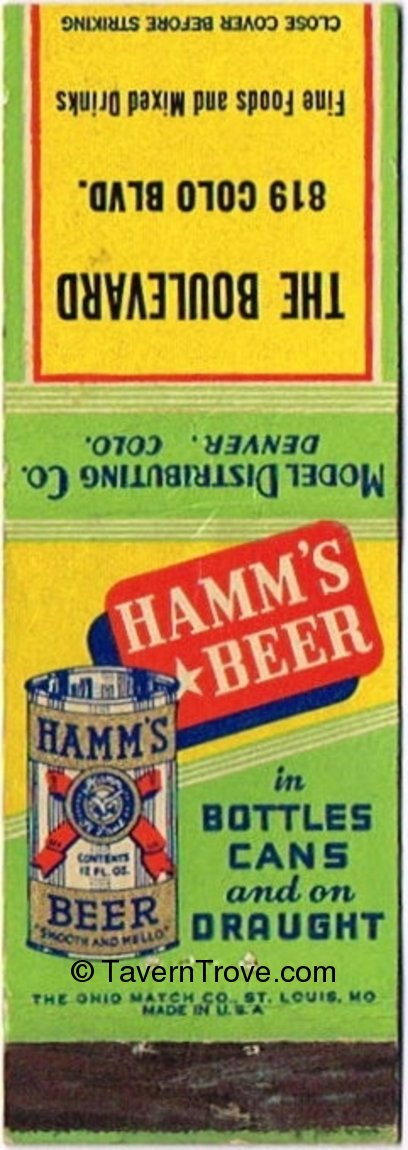 CLOSE COVER BEFORE STRIKING
Fine Foods and Mixed Drinks
819 COLO BLVD.
THE BOULEVARD
MODEL DISTRIBUTING CO.
DENVER, COLO.
HAMM'S
★ BEER
HAMM'S
CONTENTS
12 FL. OZ.
BEER
"SMOOTH AND MELLOW"
in
BOTTLES
CANS
and on
DRAUGHT
© TavernTrove.com
THE OHIO MATCH CO., ST. LOUIS, MO
MADE IN U.S.A